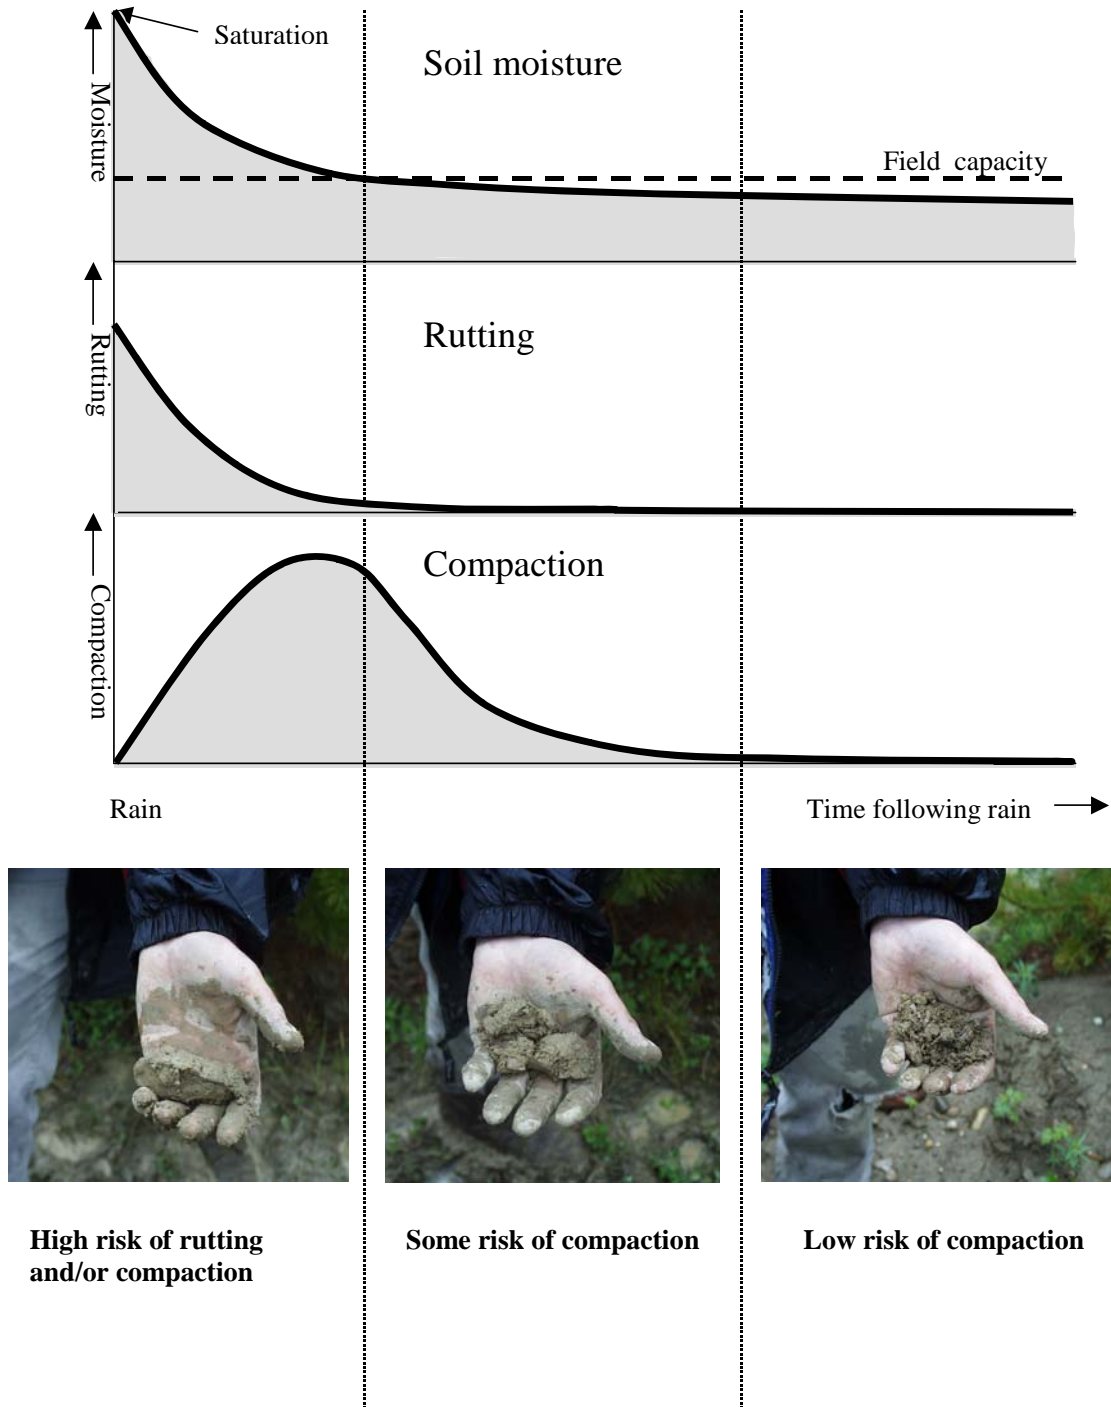 Saturation
Soil moisture
Moisture
Field capacity
Rutting
Rutting
Compaction
Compaction
Rain
Time following rain
High risk of rutting
and/or compaction
Some risk of compaction
Low risk of compaction